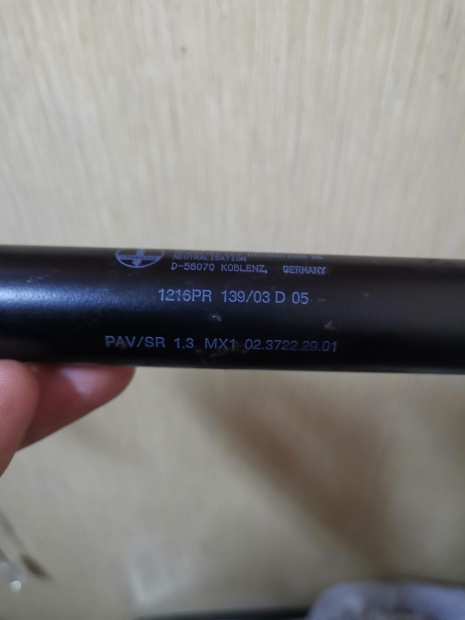 NEUTRALISATION
D-56070 KOBLENZ, GERMANY
1216PR 139/03 D 05
PAV/SR 1.3 MX1 02.3722.29.01